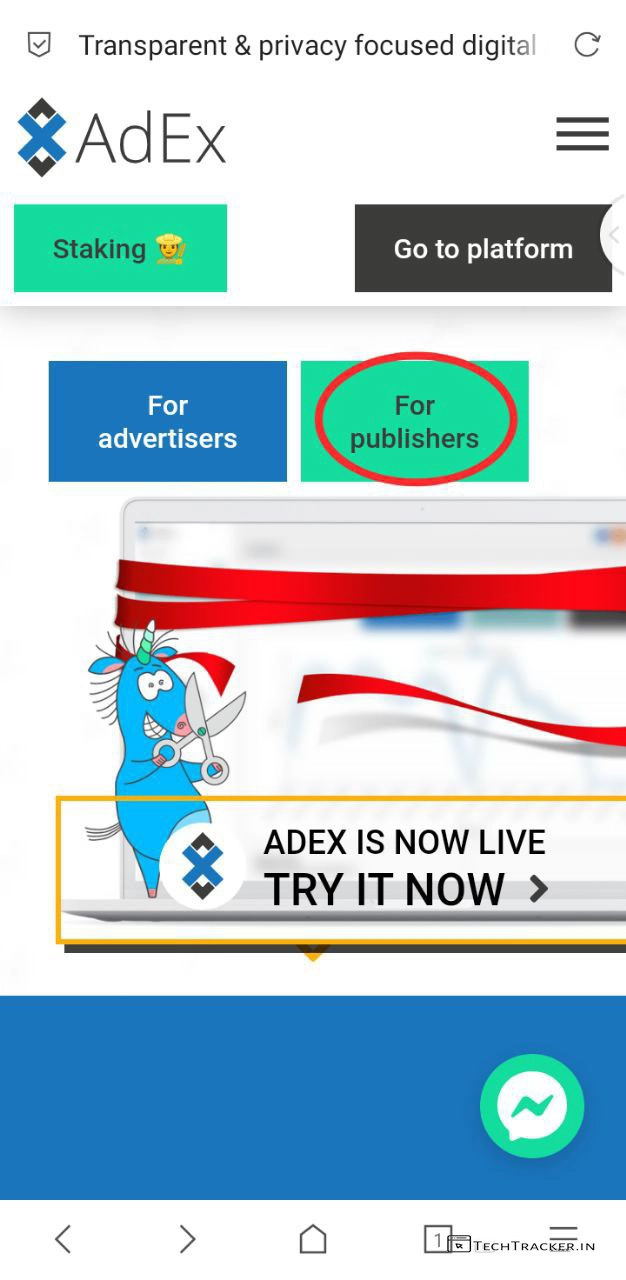 Transparent & privacy focused digital
AdEx
Staking
Go to platform
For
advertisers
For
publishers
ADEX IS NOW LIVE
TRY IT NOW
1
TECHTRACKER.IN